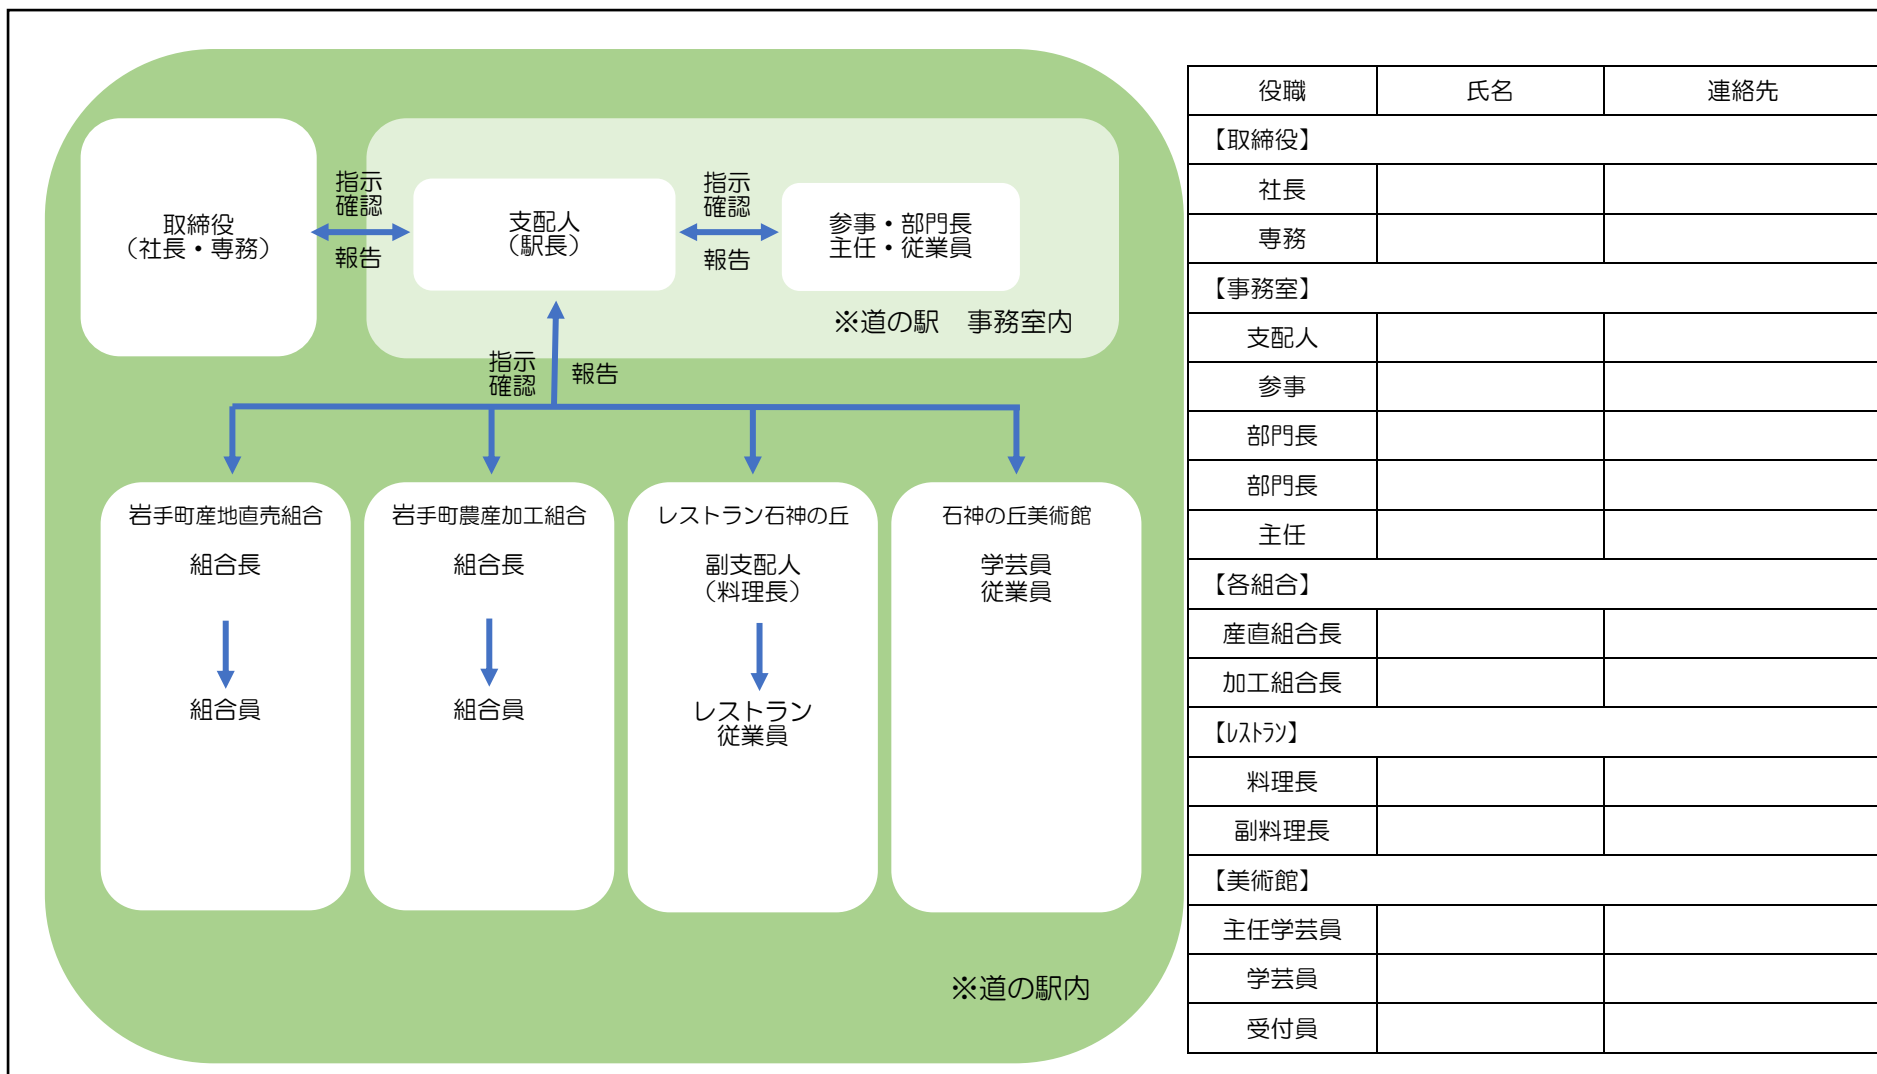 取締役
（社長・専務）
指示
確認
報告
支配人
（駅長）
指示
確認
報告
参事・部門長
主任・従業員
※道の駅　事務室内
指示
確認
報告
岩手町産地直売組合
組合長
組合員
岩手町農産加工組合
組合長
組合員
レストラン石神の丘
副支配人
（料理長）
レストラン
従業員
石神の丘美術館
学芸員
従業員
※道の駅内
役職 氏名 連絡先
【取締役】
社長
専務
【事務室】
支配人
参事
部門長
部門長
主任
【各組合】
産直組合長
加工組合長
【ﾚｽﾄﾗﾝ】
料理長
副料理長
【美術館】
主任学芸員
学芸員
受付員